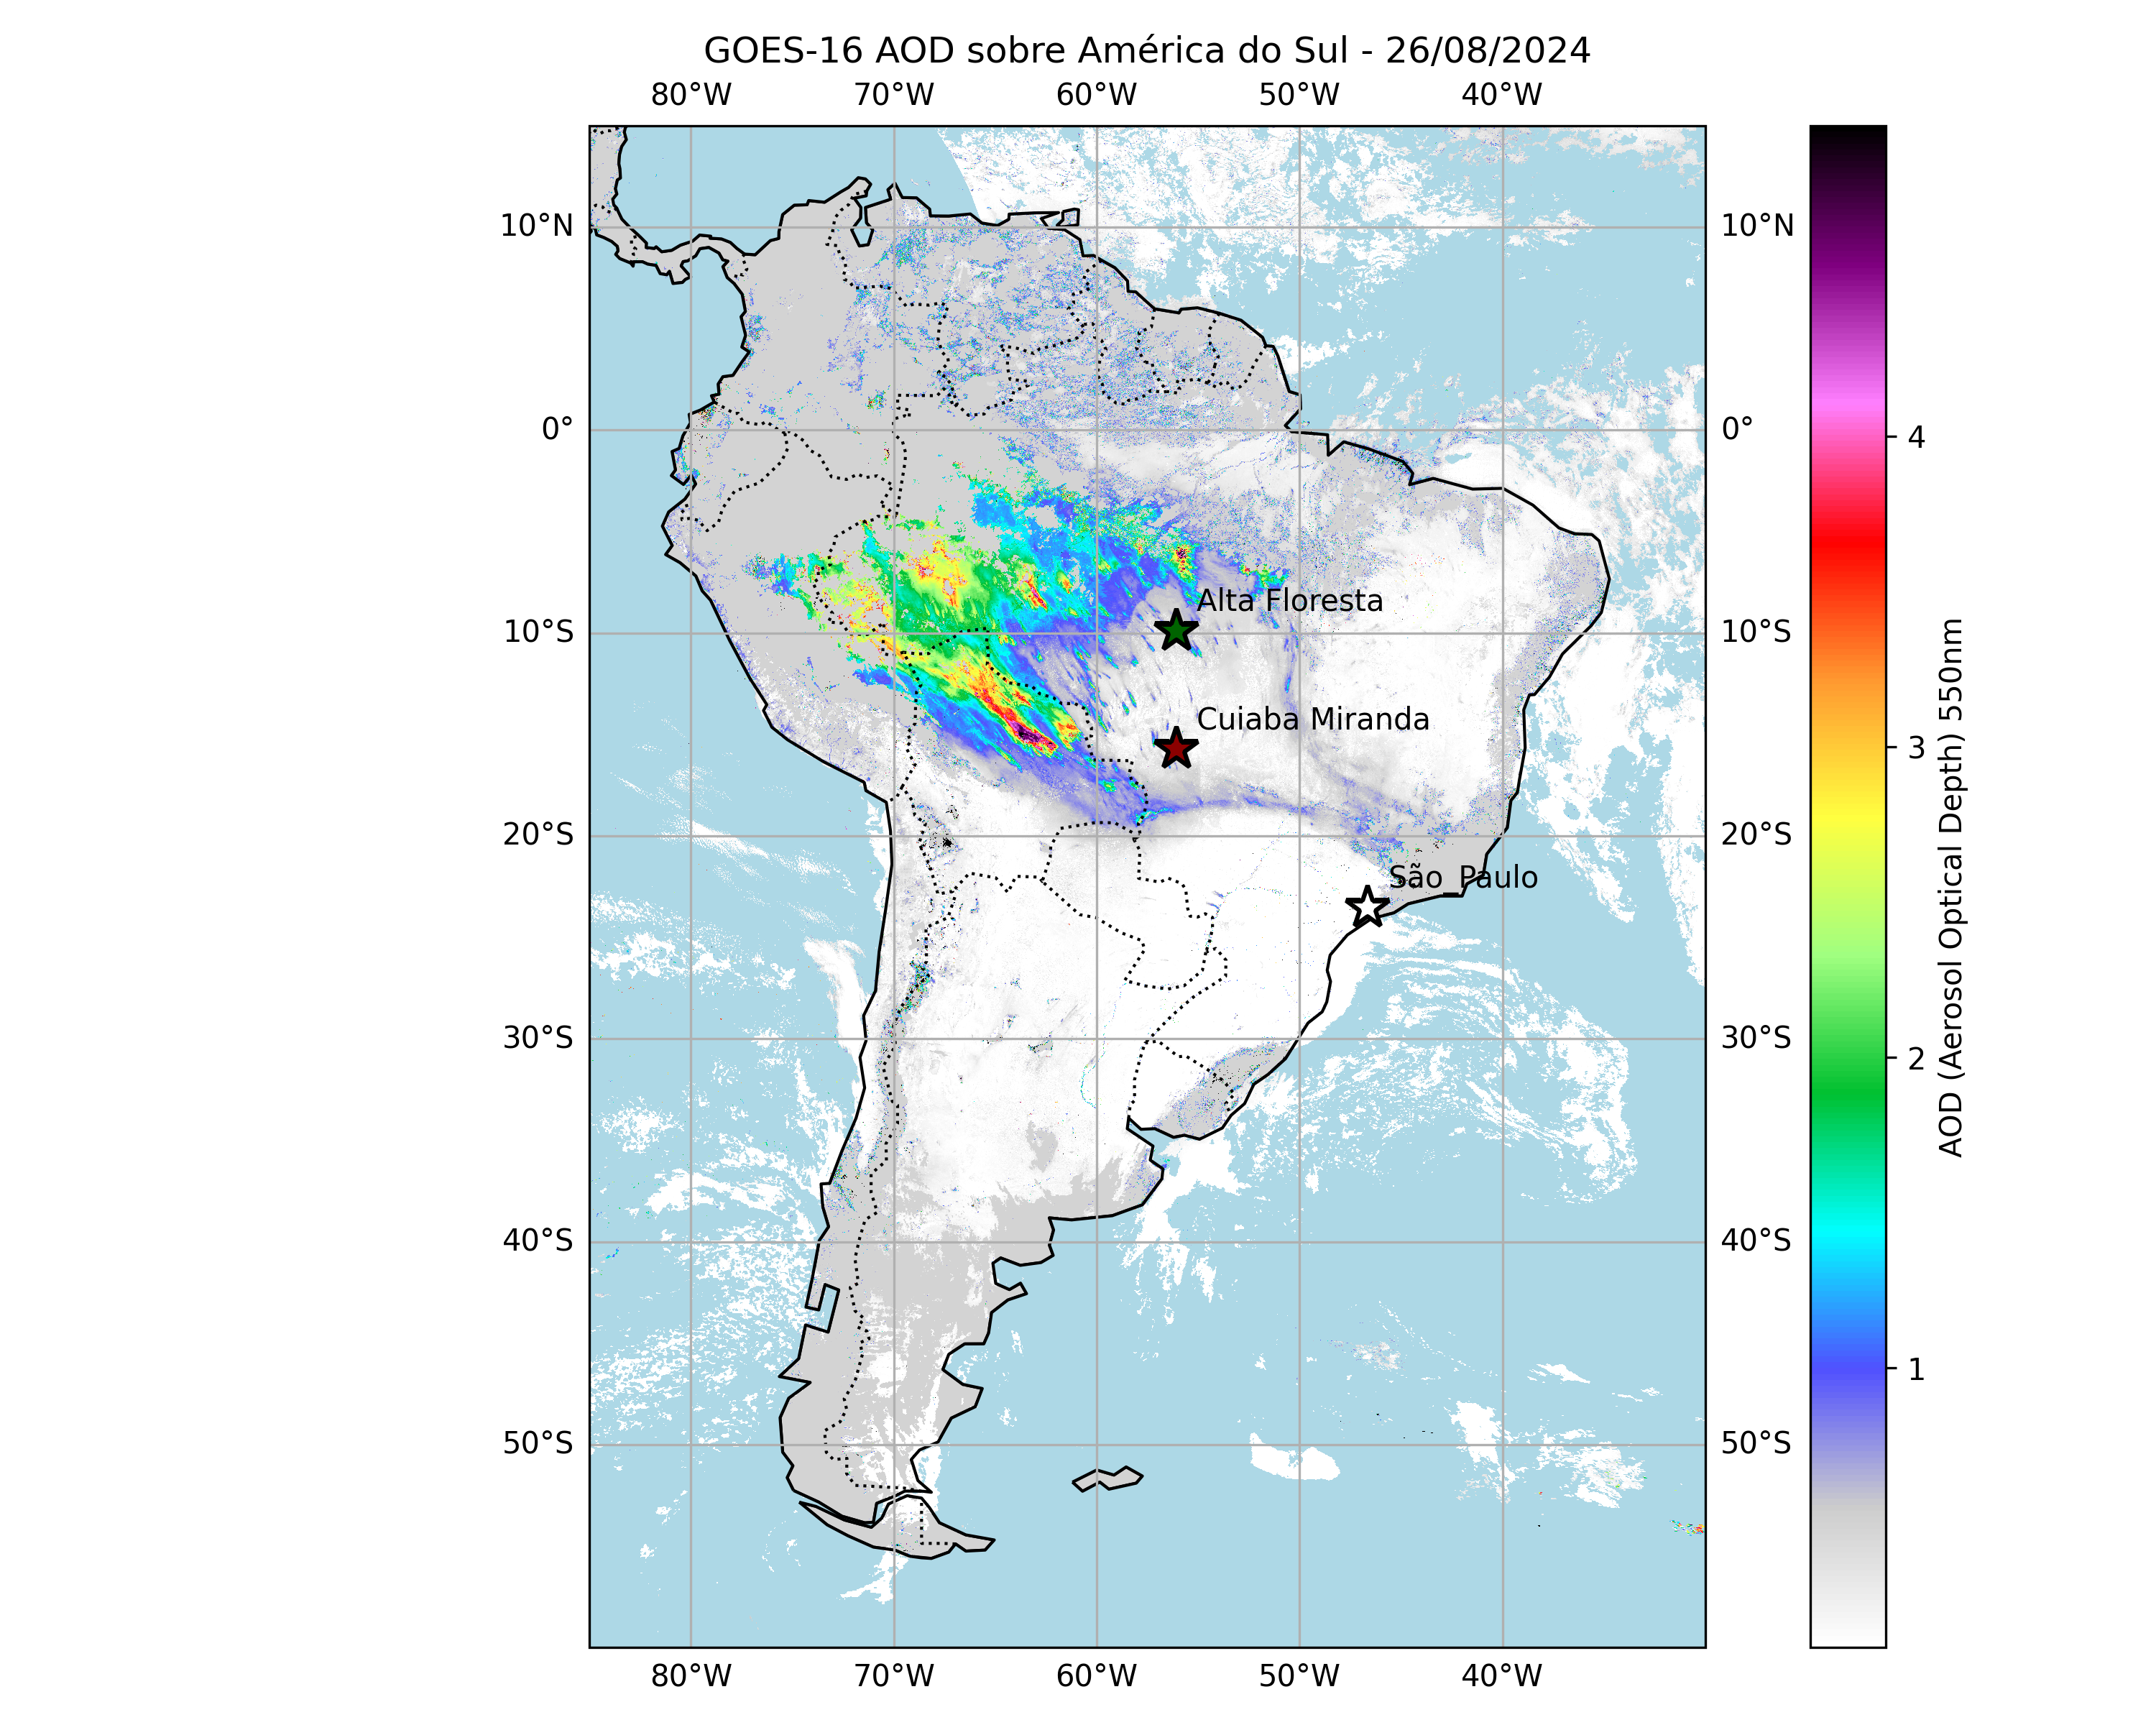 GOES-16 AOD sobre América do Sul - 26/08/2024
80°W 70°W 60°W 50°W 40°W
10°N 10°N
0° 0°
4
Alta Floresta
10°S 10°S
3
Cuiaba Miranda
20°S 20°S
São_Paulo
30°S 30°S
2
40°S 40°S
1
50°S 50°S
80°W 70°W 60°W 50°W 40°W
AOD (Aerosol Optical Depth) 550nm